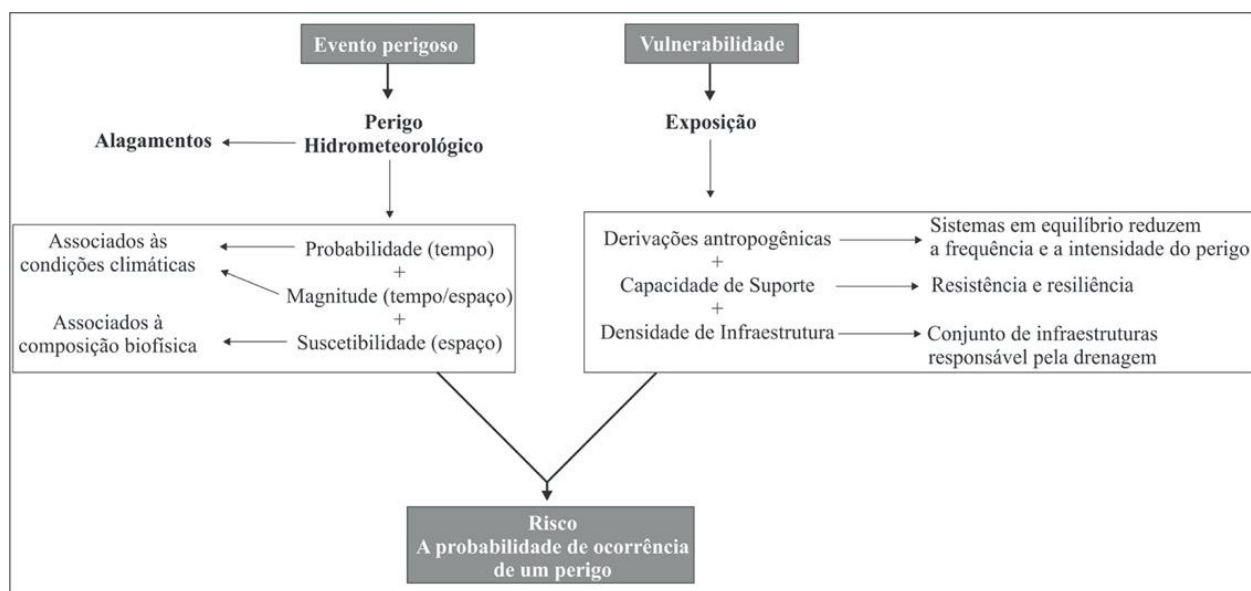 Evento perigoso
Vulnerabilidade
Alagamentos
Perigo
Hidrometeorológico
Exposição
Associados às
condições climáticas
Probabilidade (tempo)
+
Magnitude (tempo/espaço)
+
Associados à
composição biofísica
Suscetibilidade (espaço)
Derivações antropogênicas
+
Capacidade de Suporte
+
Densidade de Infraestrutura
Sistemas em equilíbrio reduzem
a frequência e a intensidade do perigo
Resistência e resiliência
Conjunto de infraestruturas
responsável pela drenagem
Risco
A probabilidade de ocorrência
de um perigo